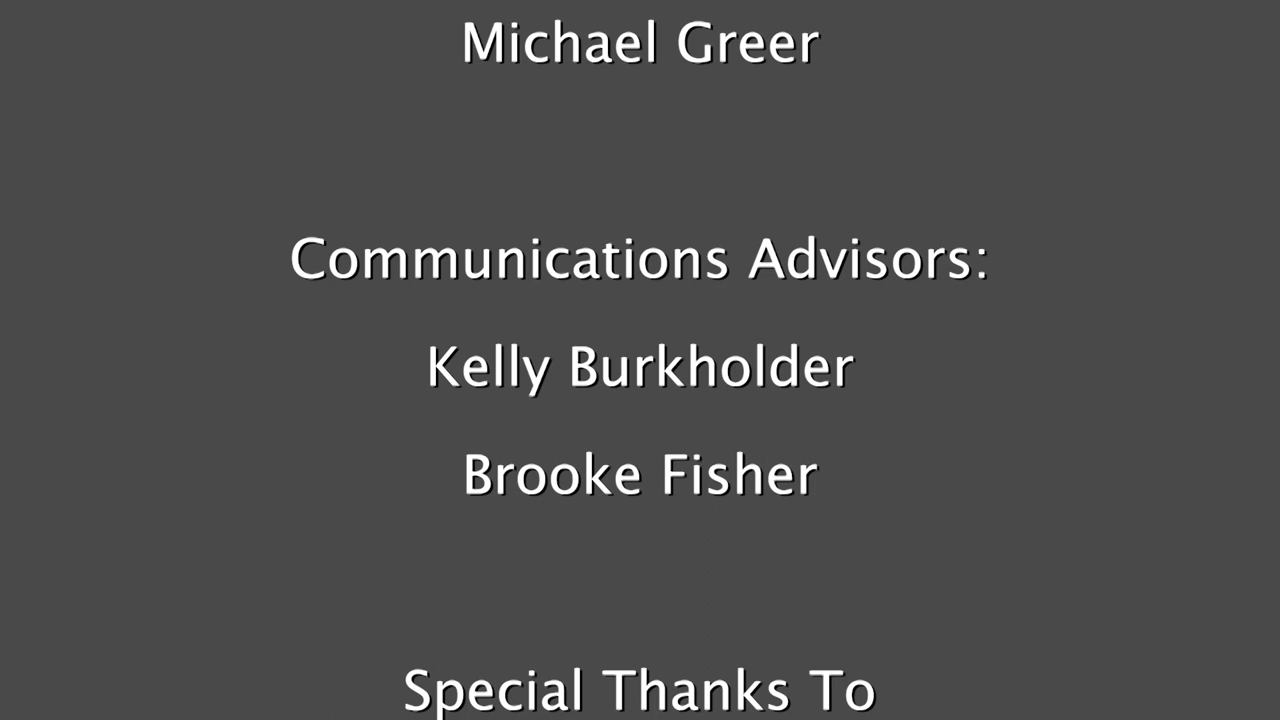 Michael Greer
Communications Advisors:
Kelly Burkholder
Brooke Fisher
Special Thanks To